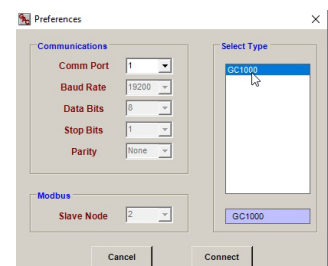 Preferences
Communications
Comm Port 1
Baud Rate 19200
Data Bits 8
Stop Bits 1
Parity None
Modbus
Slave Node 2
Select Type
GC1000
GC1000
Cancel Connect